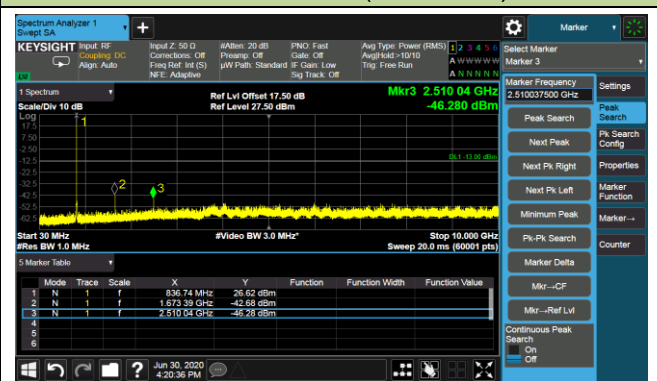 Spectrum Analyzer 1
Swept SA
Marker
KEYSIGHT
Input: RF
Coupling: DC
Align: Auto
Input Z: 50 Ω
Corrections: Off
Freq Ref: Int (S)
NFE: Adaptive
#Atten: 20 dB
Preamp: Off
µW Path: Standard
PNO: Fast
Gate: Off
IF Gain: Low
Sig Track: Off
Avg Type: Power (RMS)
Avg|Hold:>10/10
Trig: Free Run
1 2 3 4 5 6
A W W W W W
A N N N N N
LXI
Select Marker
Marker 3
1 Spectrum
Scale/Div 10 dB
Ref Lvl Offset 17.50 dB
Ref Level 27.50 dBm
Mkr3 2.510 04 GHz
-46.280 dBm
Log
17.5
7.50
-2.50
-12.5
-22.5
-32.5
-42.5
-52.5
-62.5
1
2
3
DL1 -13.00 dBm
Start 30 MHz
#Res BW 1.0 MHz
#Video BW 3.0 MHz*
Stop 10.000 GHz
Sweep 20.0 ms (60001 pts)
5 Marker Table
Mode Trace Scale X Y Function Function Width Function Value
1 N 1 f 836.74 MHz 26.62 dBm
2 N 1 f 1.673 39 GHz -42.68 dBm
3 N 1 f 2.510 04 GHz -46.28 dBm
4
5
6
Marker Frequency
2.510037500 GHz
Peak Search
Next Peak
Next Pk Right
Next Pk Left
Minimum Peak
Pk-Pk Search
Marker Delta
Mkr→CF
Mkr→Ref Lvl
Continuous Peak
Search
On
Off
Settings
Peak
Search
Pk Search
Config
Properties
Marker
Function
Marker→
Counter
?
Jun 30, 2020
4:20:36 PM